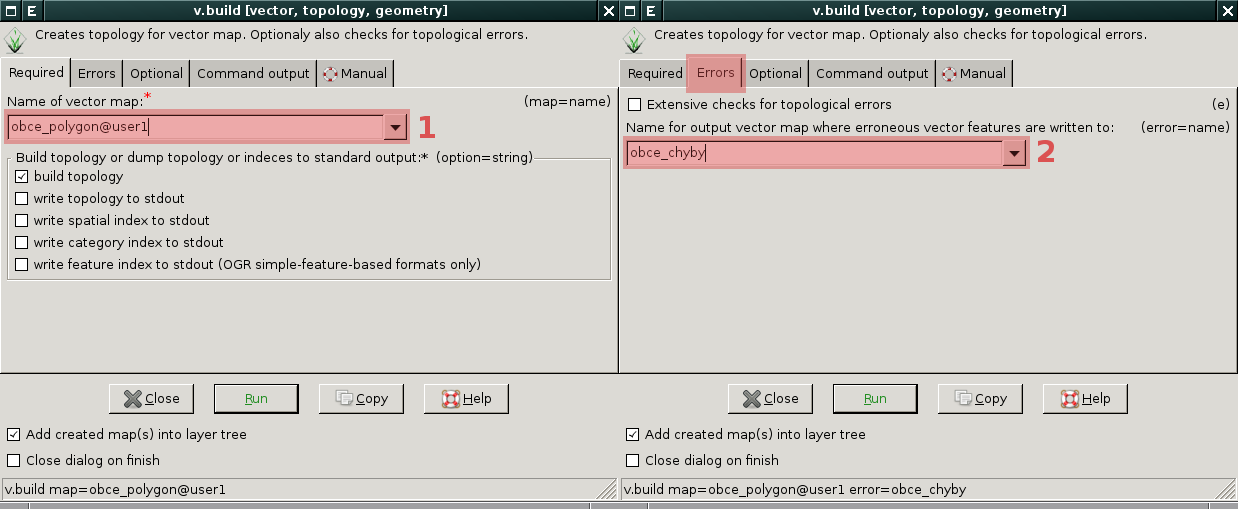 E v.build [vector, topology, geometry]
Creates topology for vector map. Optionaly also checks for topological errors.
Required Errors Optional Command output Manual
Name of vector map:* (map=name)
obce_polygon@user1 1
Build topology or dump topology or indeces to standard output:* (option=string)
build topology
write topology to stdout
write spatial index to stdout
write category index to stdout
write feature index to stdout (OGR simple-feature-based formats only)
Close Run Copy Help
Add created map(s) into layer tree
Close dialog on finish
v.build map=obce_polygon@user1
E v.build [vector, topology, geometry]
Creates topology for vector map. Optionaly also checks for topological errors.
Required Errors Optional Command output Manual
Extensive checks for topological errors (e)
Name for output vector map where erroneous vector features are written to: (error=name)
obce_chyby 2
Close Run Copy Help
Add created map(s) into layer tree
Close dialog on finish
v.build map=obce_polygon@user1 error=obce_chyby